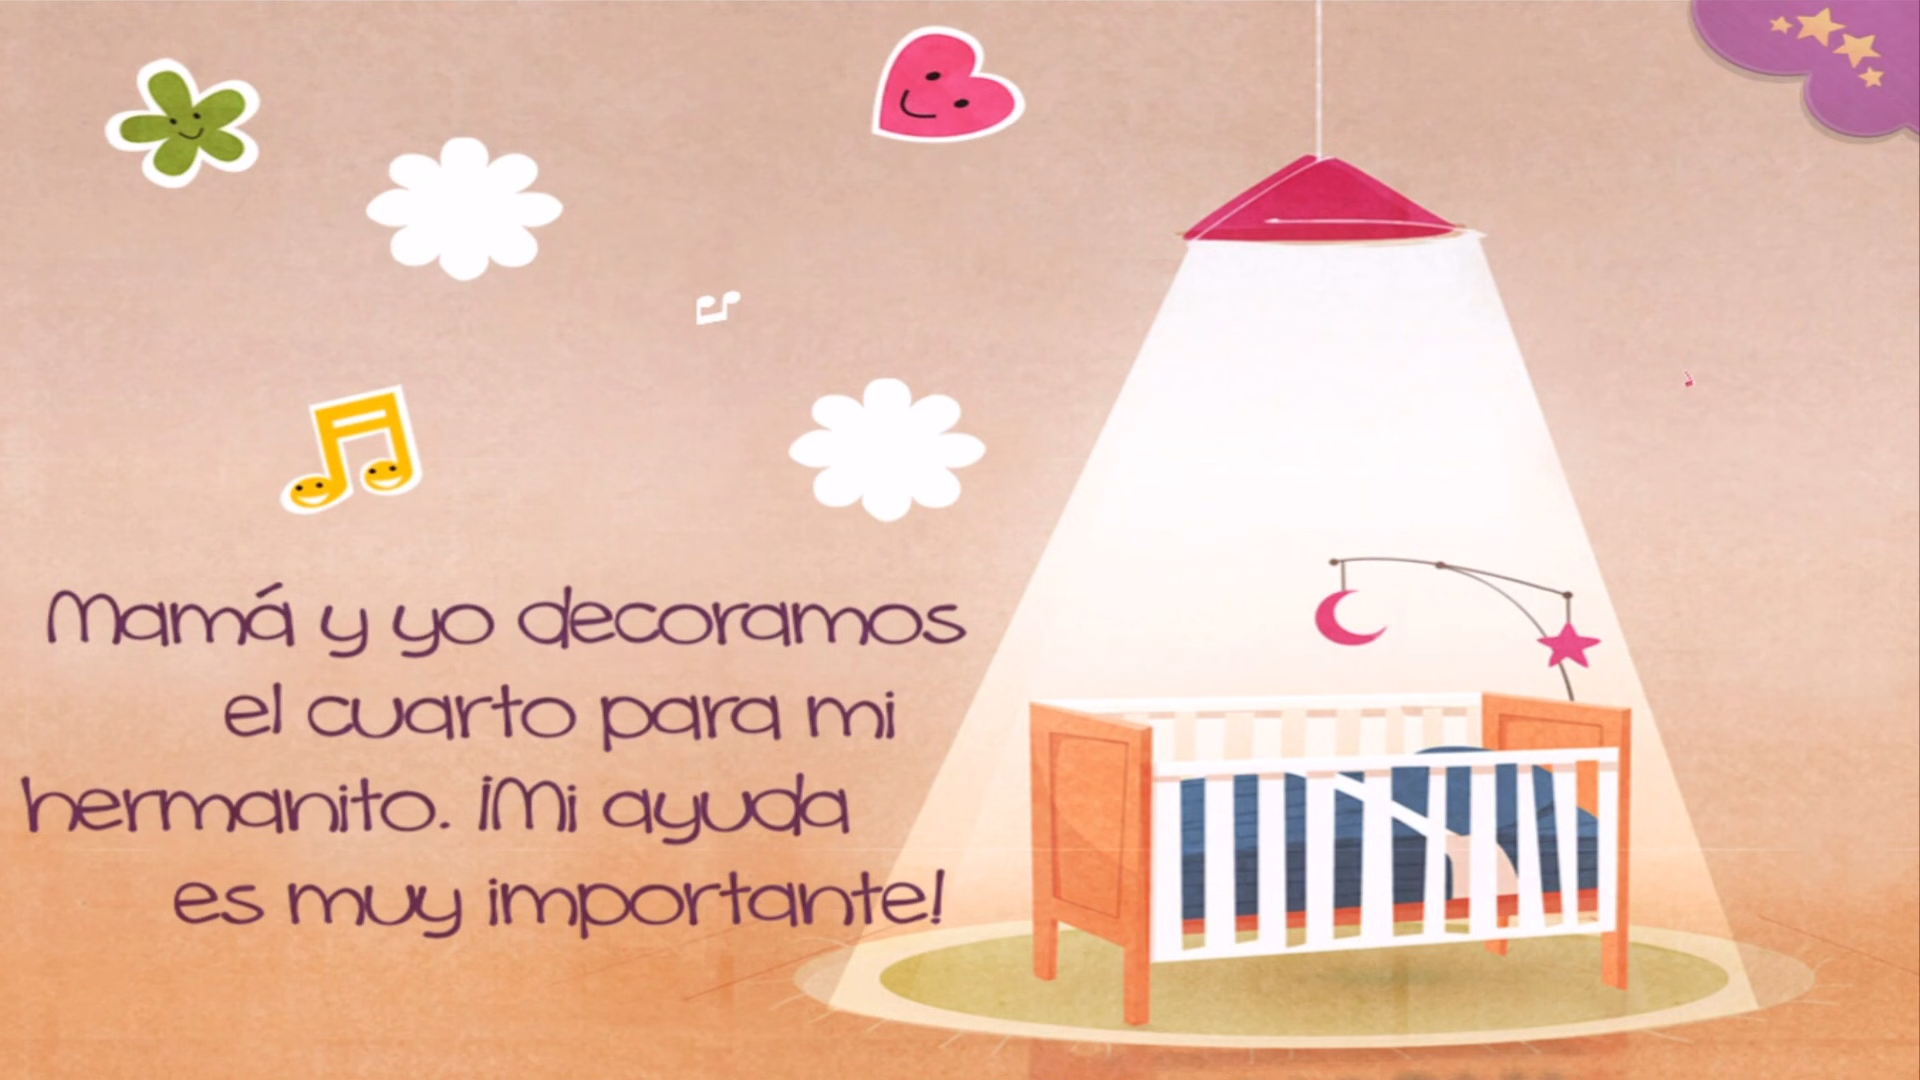 Mamá y yo decoramos
el cuarto para mi
hermanito. ¡Mi ayuda
es muy importante!